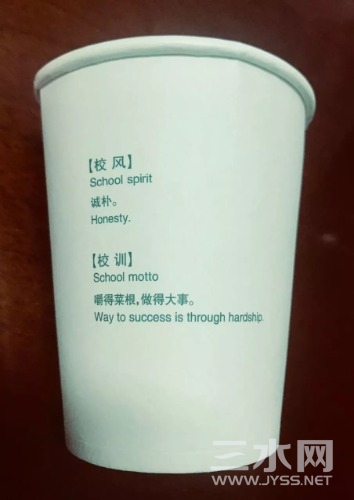 【校 风】
School spirit
诚朴。
Honesty.
【校 训】
School motto
嚼得菜根,做得大事。
Way to success is through hardship.
三水网
WWW.JYSS.NET